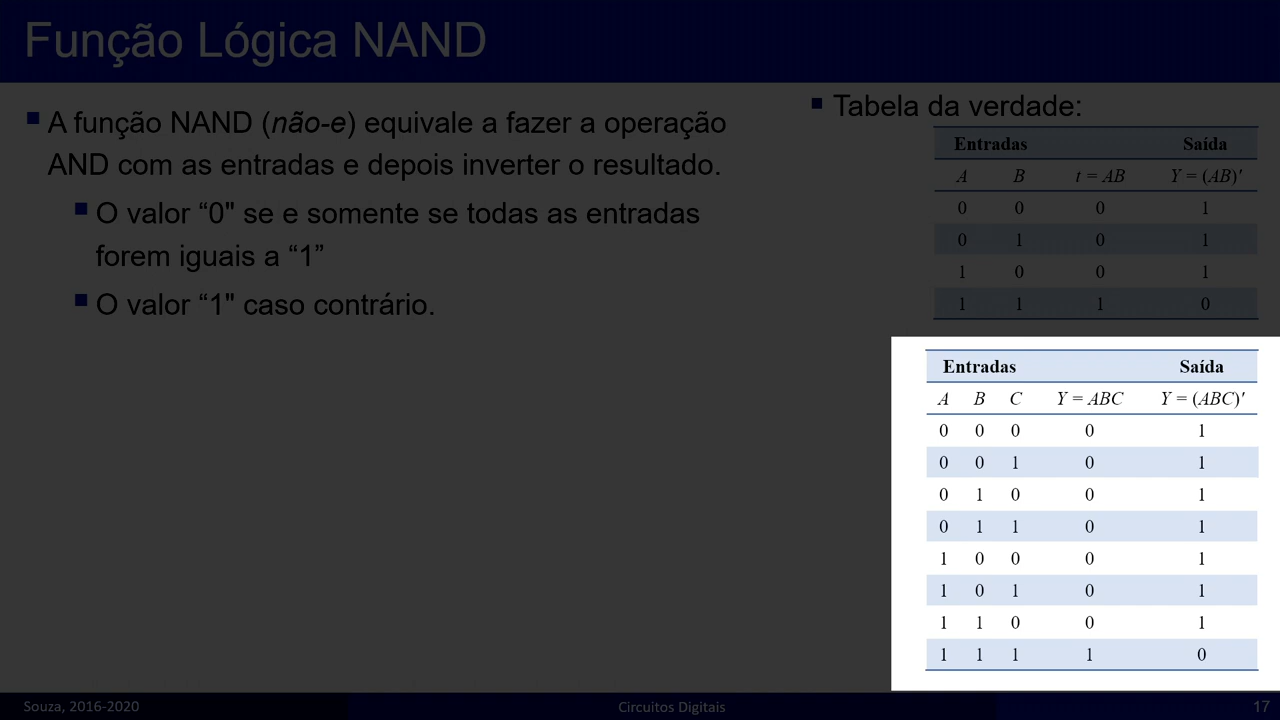 Função Lógica NAND
A função NAND (não-e) equivale a fazer a operação
AND com as entradas e depois inverter o resultado.
O valor “0" se e somente se todas as entradas
forem iguais a “1”
O valor “1" caso contrário.
Tabela da verdade:
Entradas Saída
A B t = AB Y = (AB)′
0 0 0 1
0 1 0 1
1 0 0 1
1 1 1 0
Entradas Saída
A B C Y = ABC Y = (ABC)′
0 0 0 0 1
0 0 1 0 1
0 1 0 0 1
0 1 1 0 1
1 0 0 0 1
1 0 1 0 1
1 1 0 0 1
1 1 1 1 0
Souza, 2016-2020 Circuitos Digitais 17